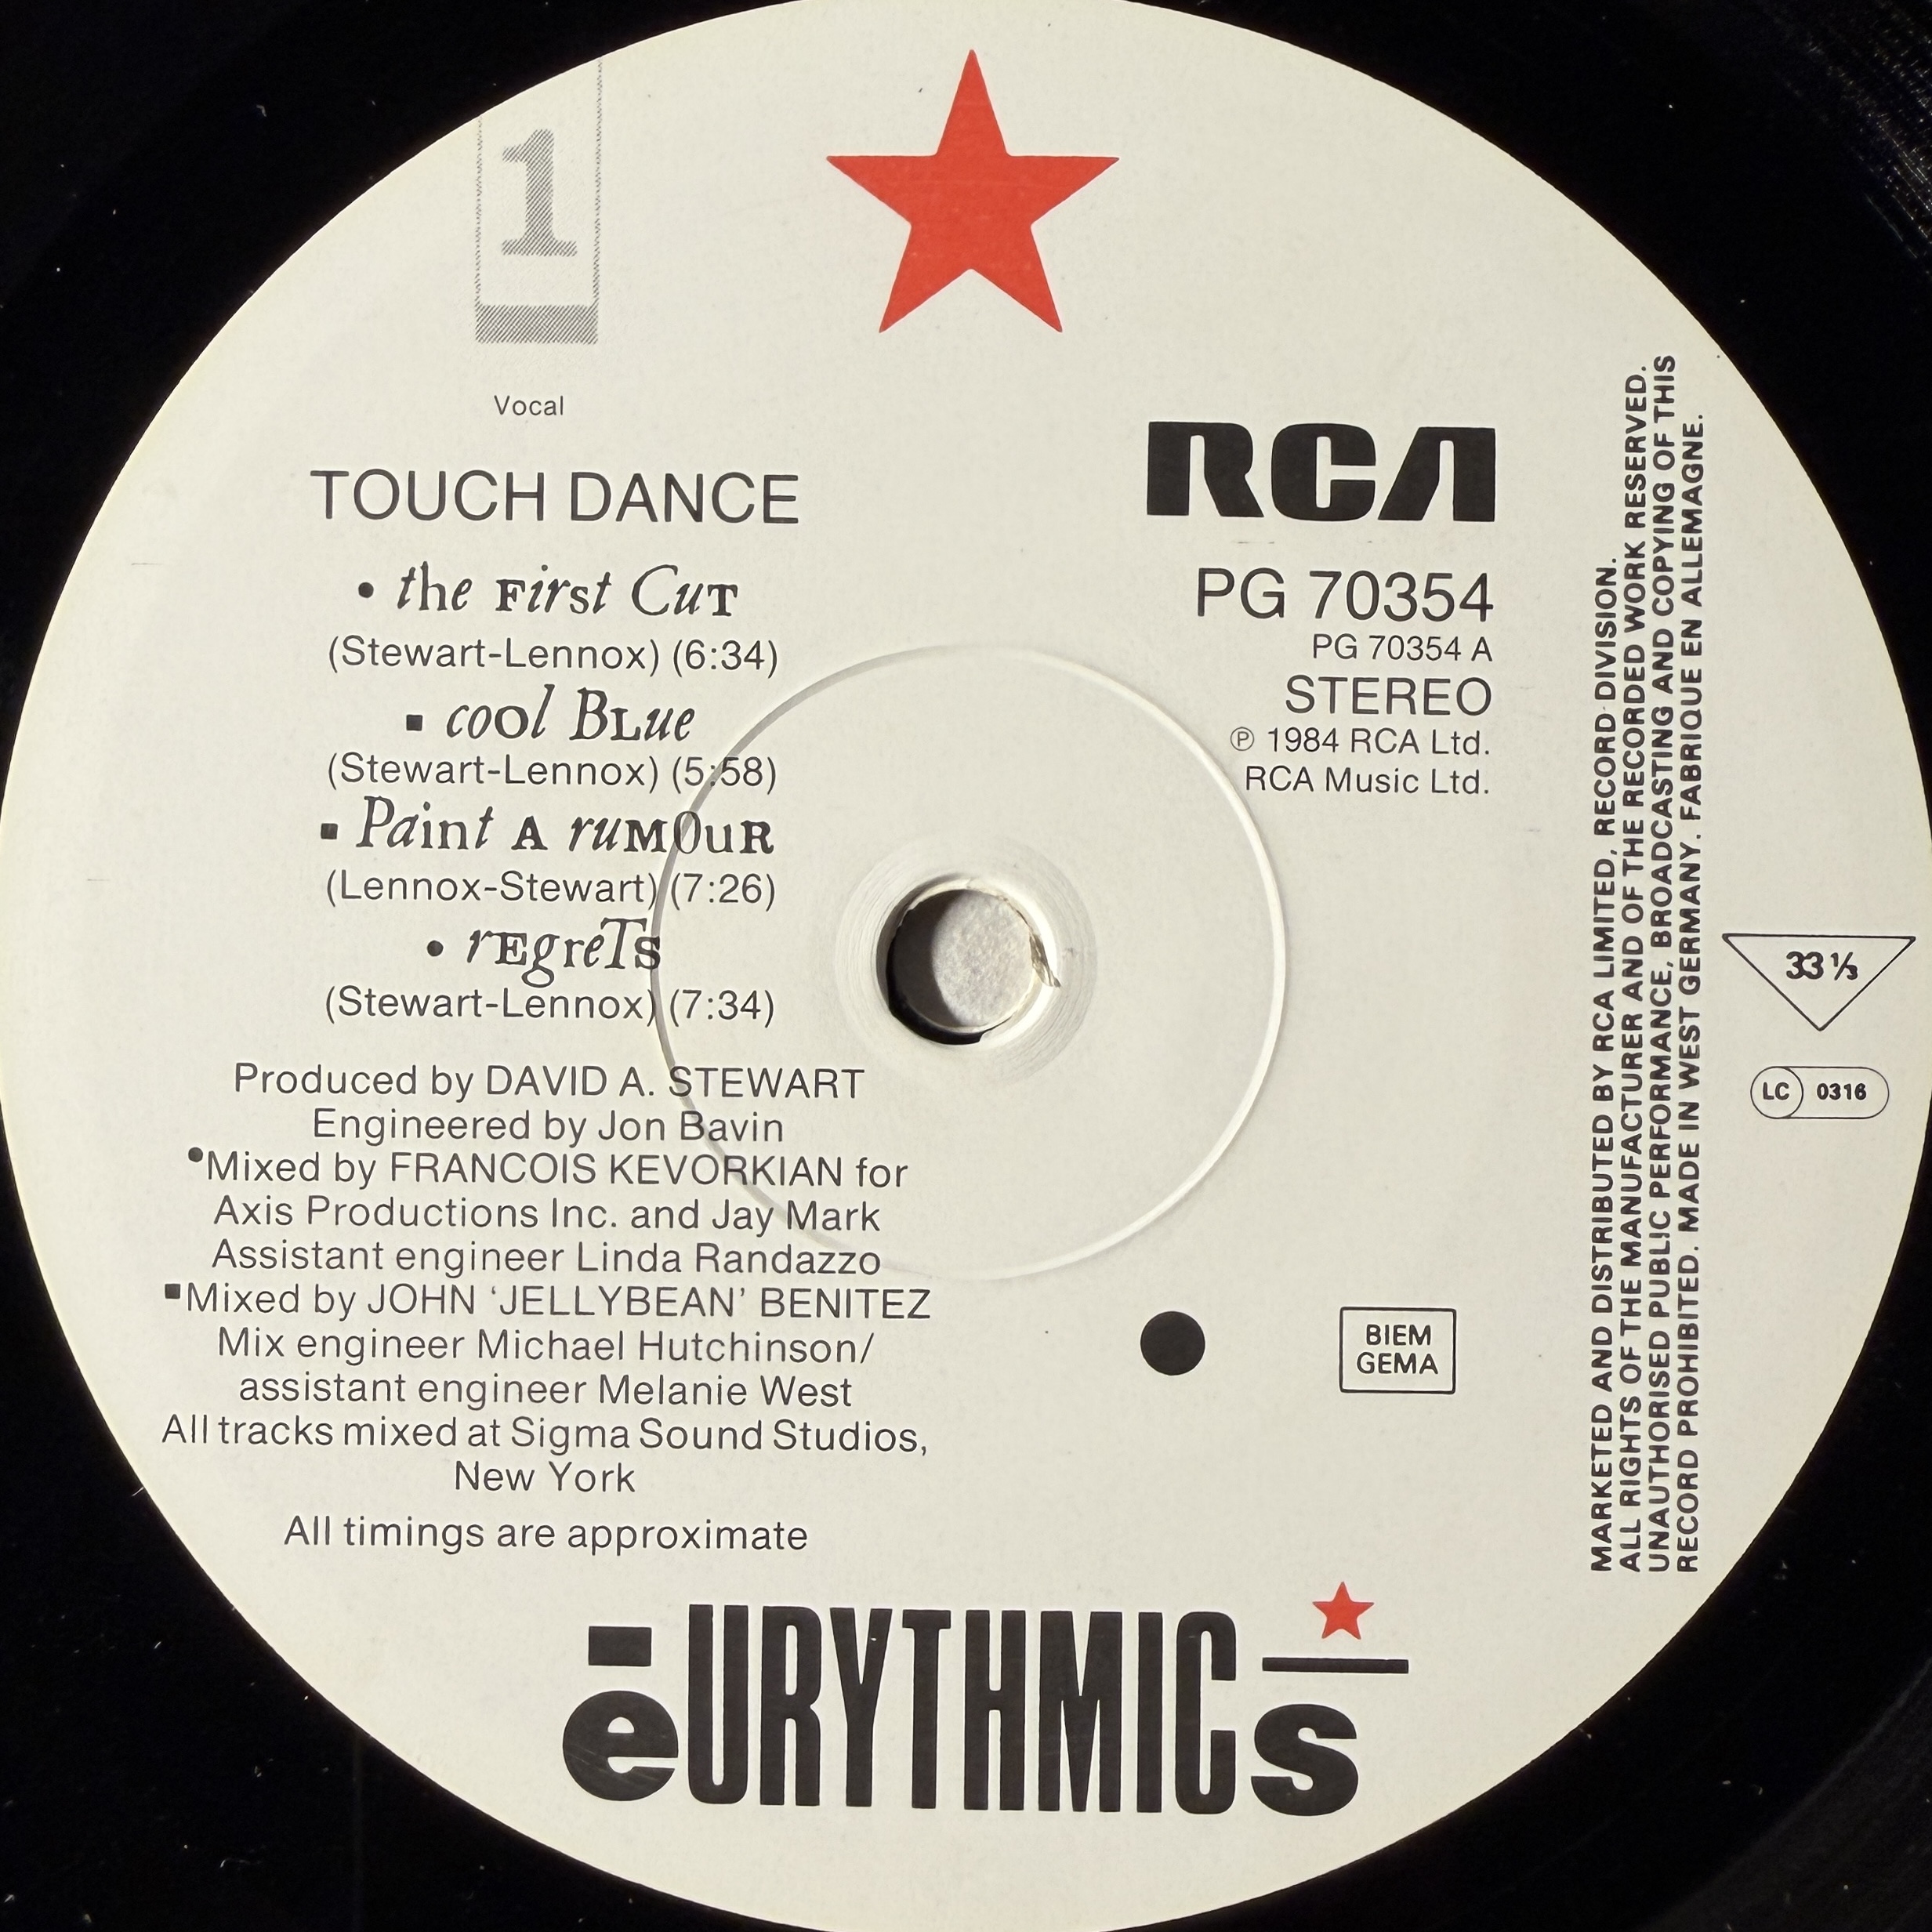 1
Vocal
TOUCH DANCE
• the First CuT
(Stewart-Lennox) (6:34)
▪ cool BLue
(Stewart-Lennox) (5:58)
▪ Paint A ruMOuR
(Lennox-Stewart) (7:26)
• rEgreTs
(Stewart-Lennox) (7:34)
Produced by DAVID A. STEWART
Engineered by Jon Bavin
•Mixed by FRANCOIS KEVORKIAN for
Axis Productions Inc. and Jay Mark
Assistant engineer Linda Randazzo
▪Mixed by JOHN ‘JELLYBEAN’ BENITEZ
Mix engineer Michael Hutchinson/
assistant engineer Melanie West
All tracks mixed at Sigma Sound Studios,
New York
All timings are approximate
RCA
PG 70354
PG 70354 A
STEREO
℗ 1984 RCA Ltd.
RCA Music Ltd.
BIEM
GEMA
MARKETED AND DISTRIBUTED BY RCA LIMITED, RECORD DIVISION.
ALL RIGHTS OF THE MANUFACTURER AND OF THE RECORDED WORK RESERVED.
UNAUTHORISED PUBLIC PERFORMANCE, BROADCASTING AND COPYING OF THIS
RECORD PROHIBITED. MADE IN WEST GERMANY. FABRIQUE EN ALLEMAGNE.
33 ⅓
LC 0316
eURYTHMICs